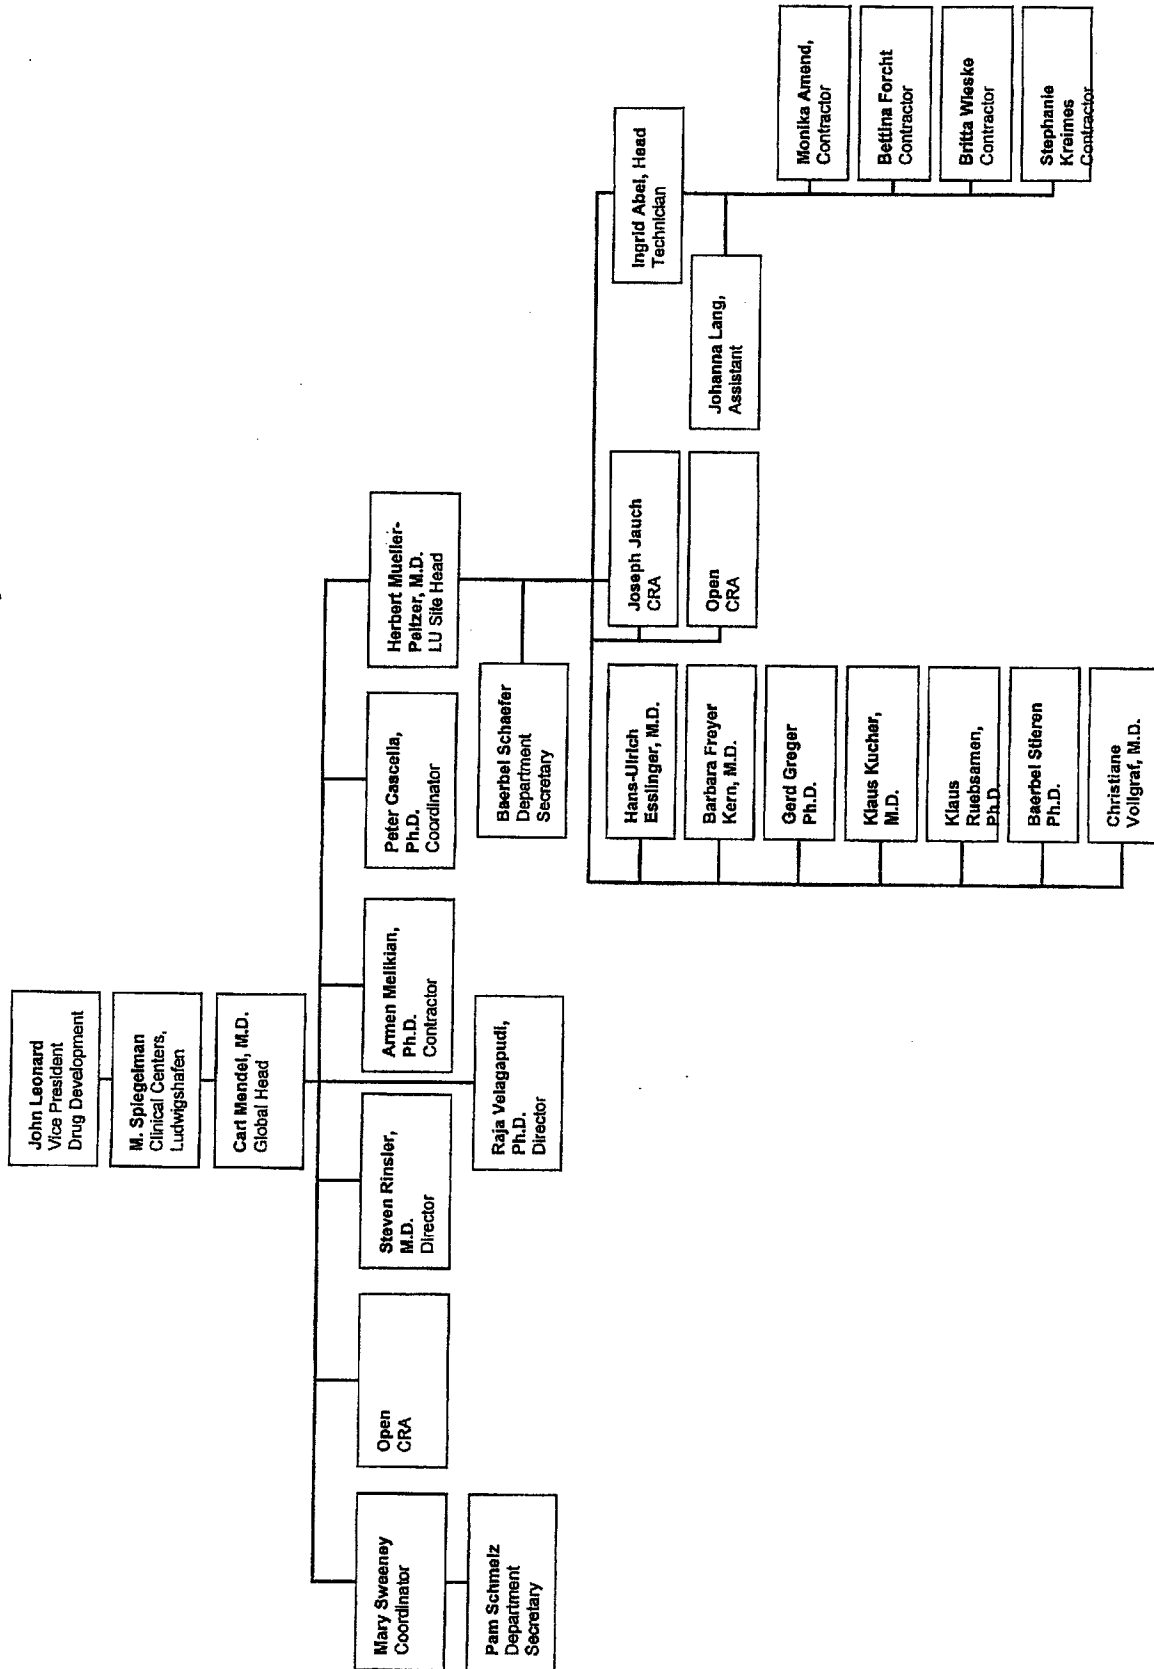 John Leonard
Vice President
Drug Development
M. Spiegelman
Clinical Centers,
Ludwigshafen
Carl Mendel, M.D.
Global Head
Mary Sweeney
Coordinator
Open
CRA
Steven Rinsler,
M.D.
Director
Armen Melikian,
Ph.D.
Contractor
Peter Cascella,
Ph.D.
Coordinator
Herbert Mueller-
Peltzer, M.D.
LU Site Head
Pam Schmelz
Department
Secretary
Raja Velagapudi,
Ph.D.
Director
Baerbel Schaefer
Department
Secretary
Hans-Ulrich
Esslinger, M.D.
Barbara Freyer
Kern, M.D.
Gerd Greger
Ph.D.
Klaus Kucher,
M.D.
Klaus
Ruebsamen,
Ph.D.
Baerbel Stieren
Ph.D.
Christiane
Vollgraf, M.D.
Joseph Jauch
CRA
Open
CRA
Ingrid Abel, Head
Technician
Johanna Lang,
Assistant
Monika Amend,
Contractor
Bettina Forcht
Contractor
Britta Wieske
Contractor
Stephanie
Kreimes
Contractor